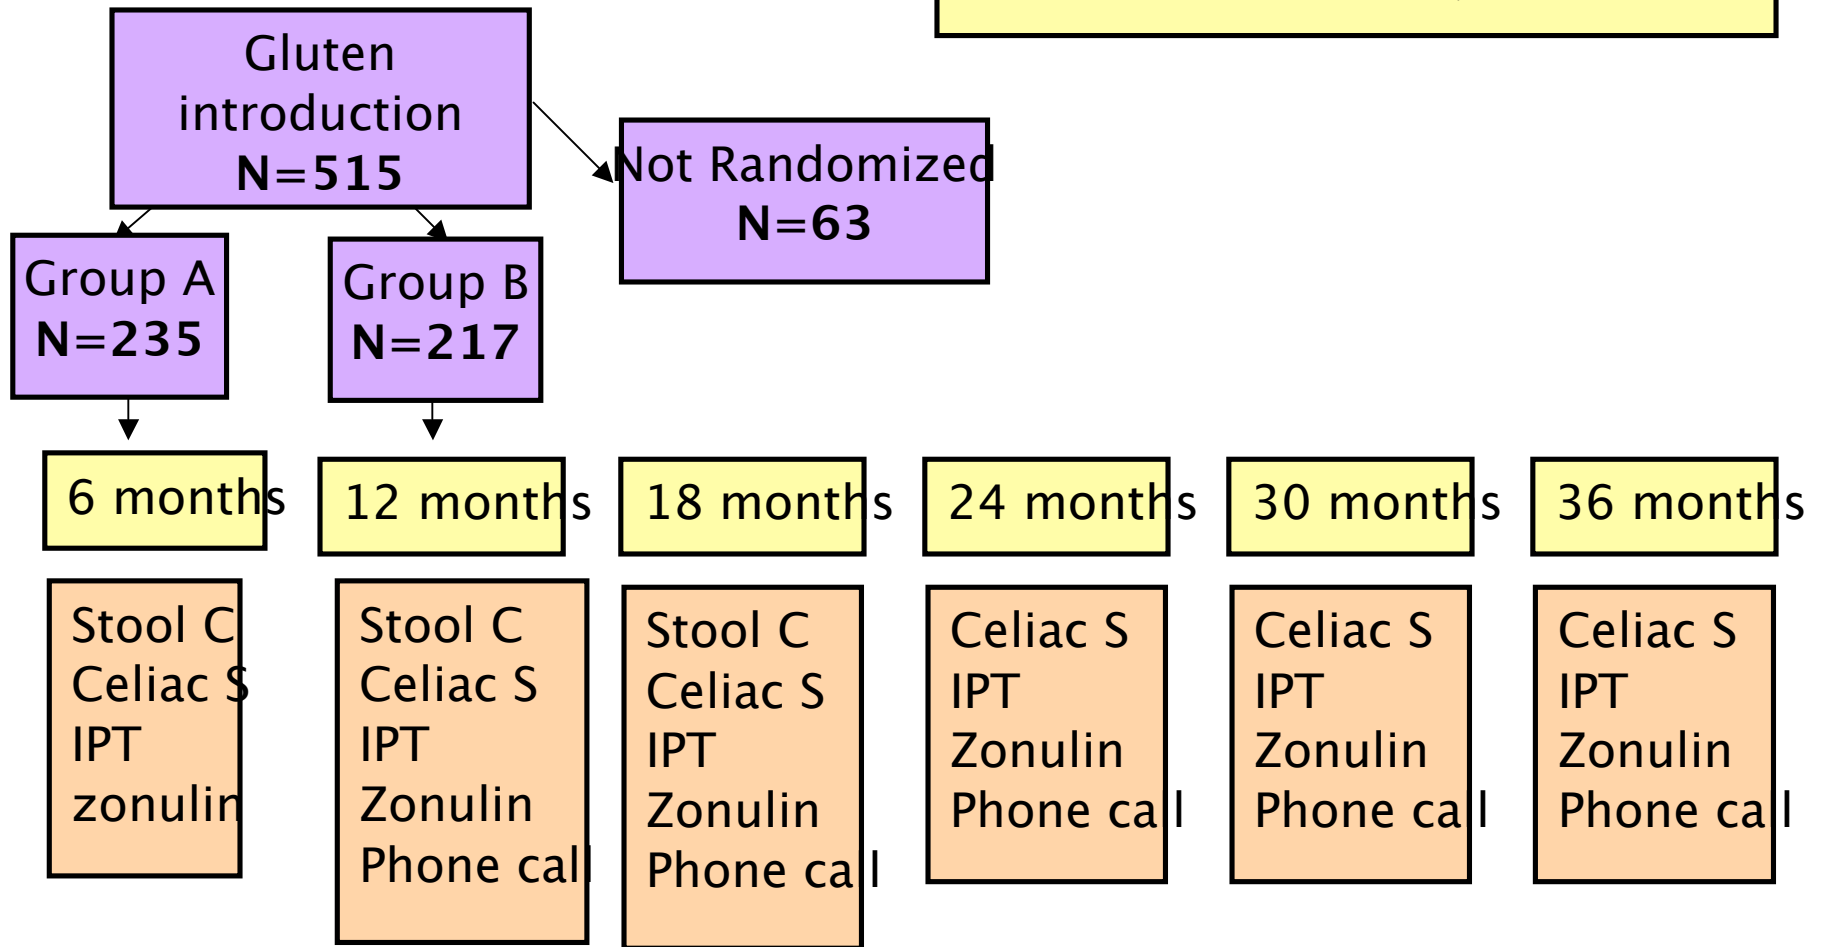 Gluten
introduction
N=515
Not Randomized
N=63
Group A
N=235
Group B
N=217
6 months
12 months
18 months
24 months
30 months
36 months
Stool C
Celiac S
IPT
zonulin
Stool C
Celiac S
IPT
Zonulin
Phone call
Stool C
Celiac S
IPT
Zonulin
Phone call
Celiac S
IPT
Zonulin
Phone call
Celiac S
IPT
Zonulin
Phone call
Celiac S
IPT
Zonulin
Phone call